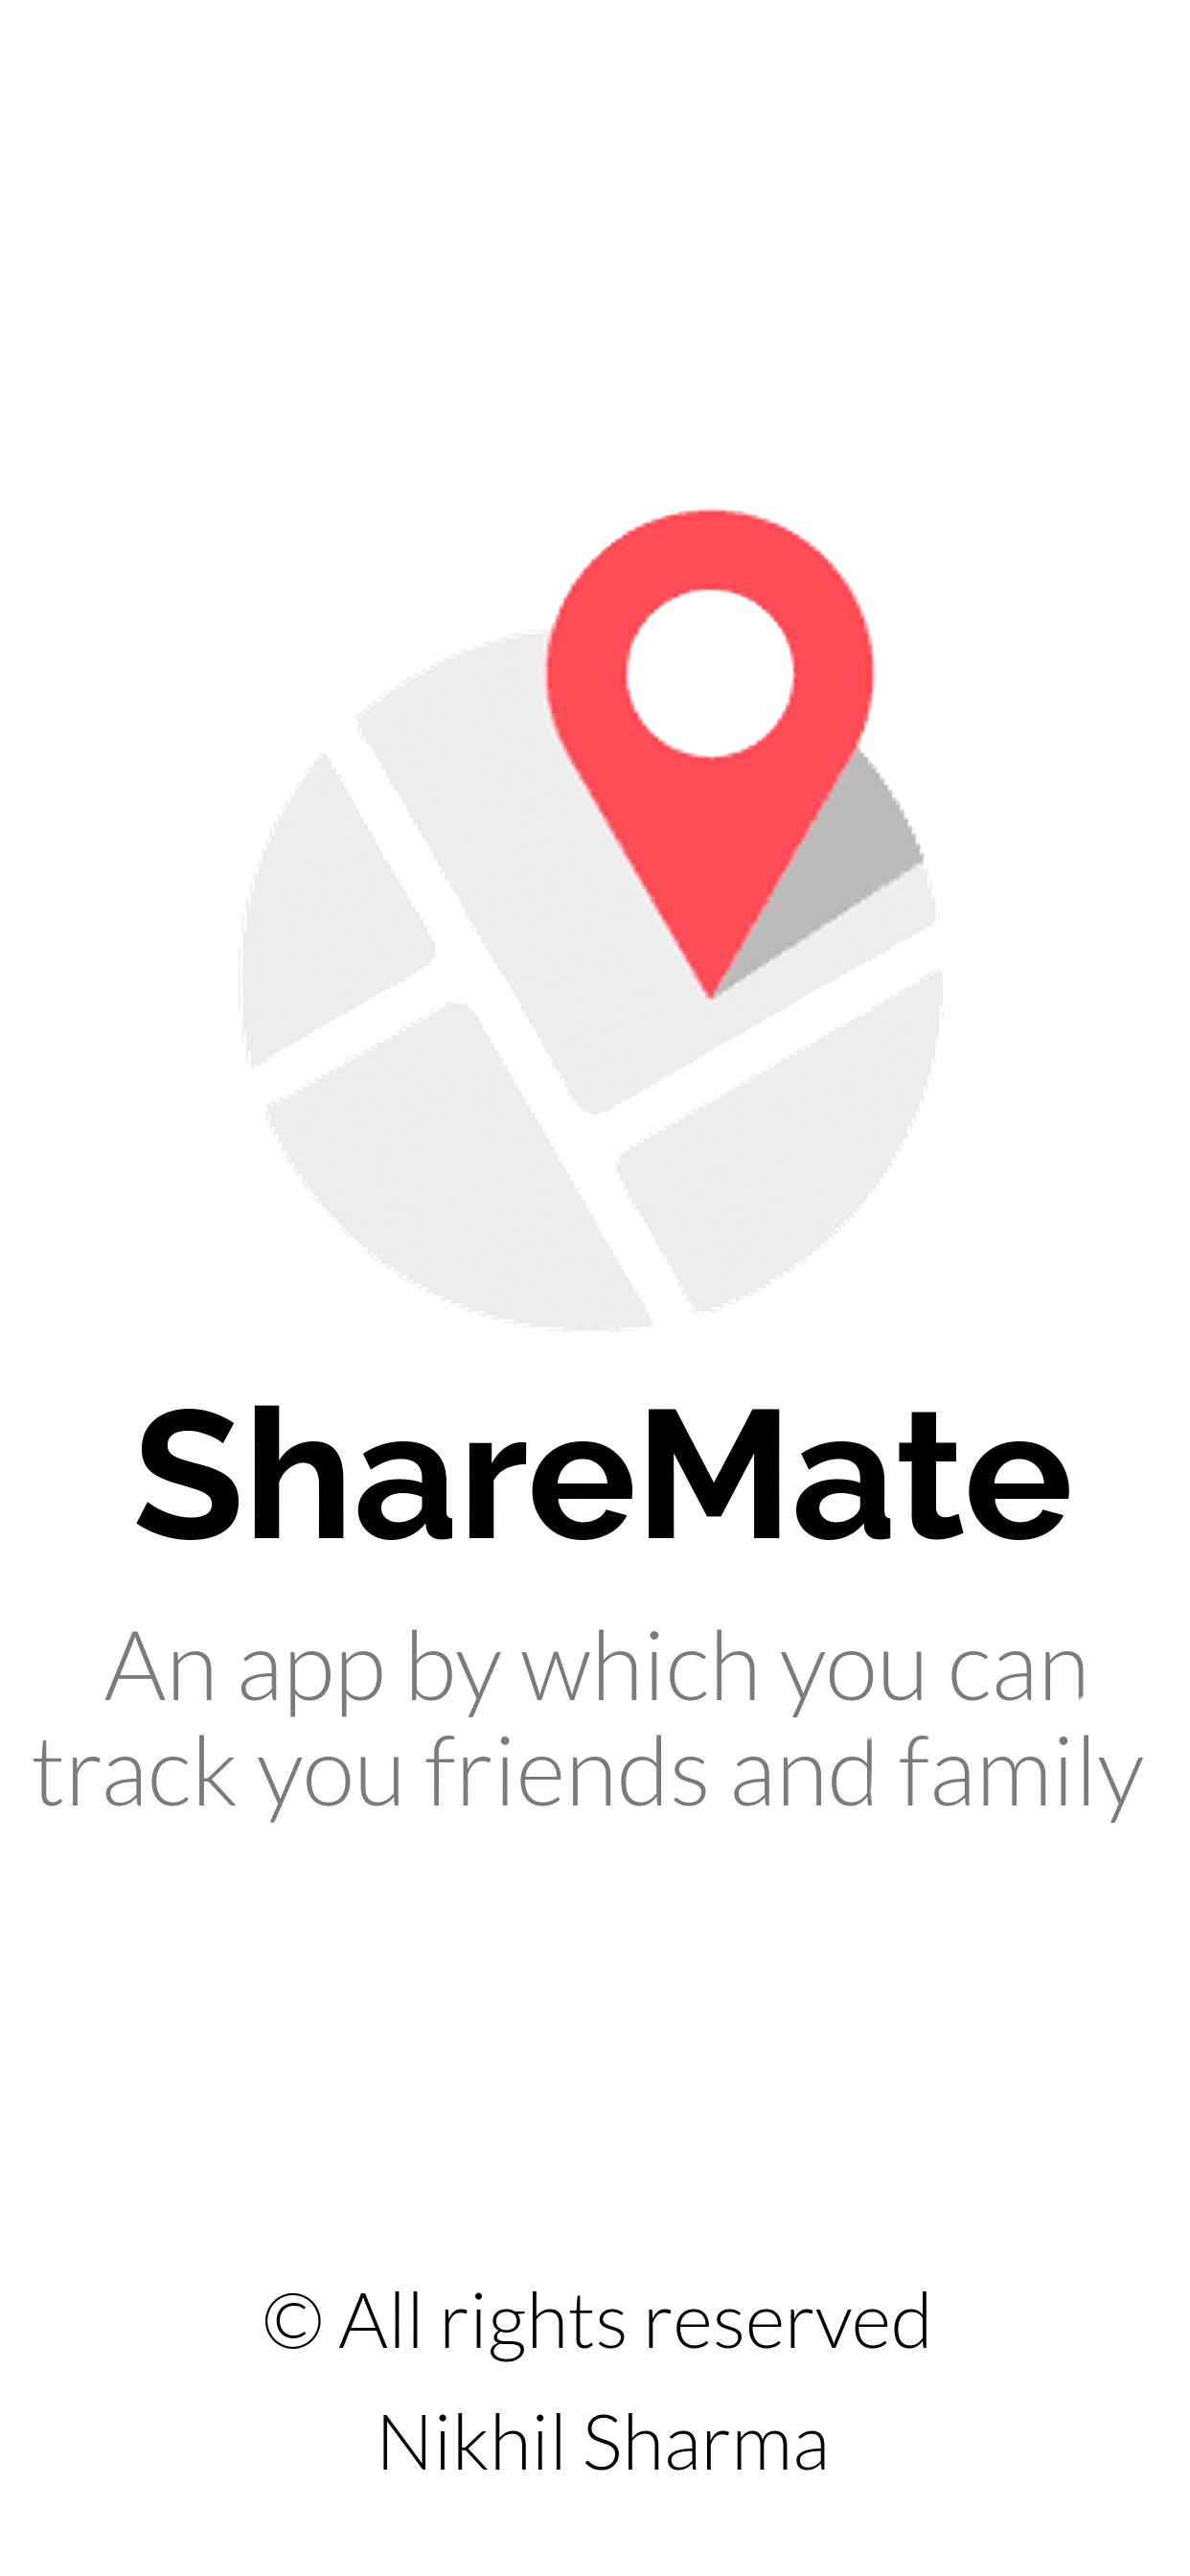 ShareMate
An app by which you can
track you friends and family
© All rights reserved
Nikhil Sharma